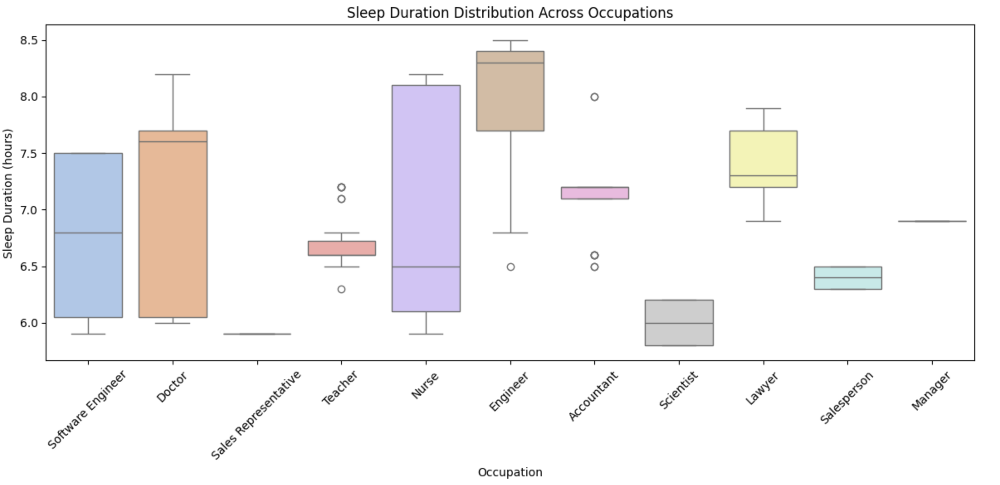 Sleep Duration Distribution Across Occupations
Sleep Duration (hours)
8.5
8.0
7.5
7.0
6.5
6.0
Software Engineer
Doctor
Sales Representative
Teacher
Nurse
Engineer
Accountant
Scientist
Lawyer
Salesperson
Manager
Occupation